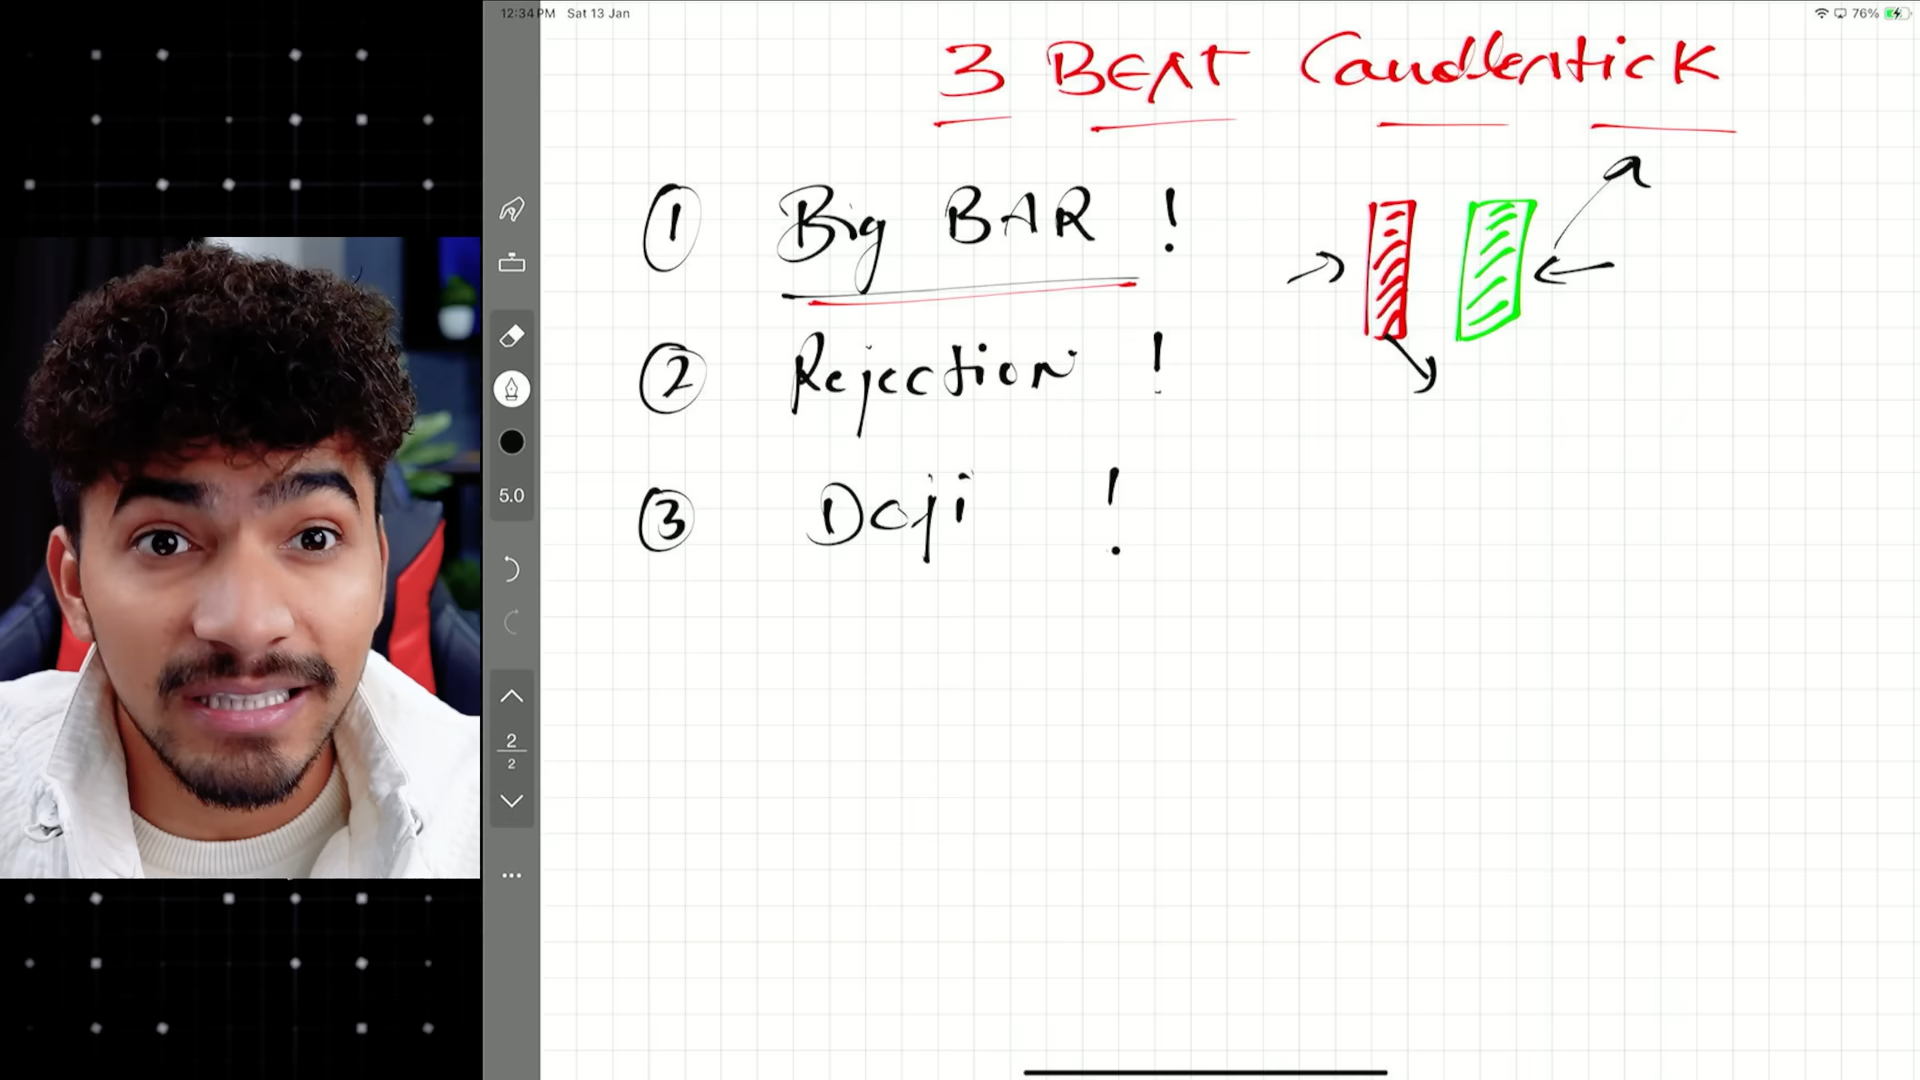 12:34 PM Sat 13 Jan
76%
3 BEAT Candlestick
1 Big BAR !
2 Rejection !
3 Doji !
5.0
2
2